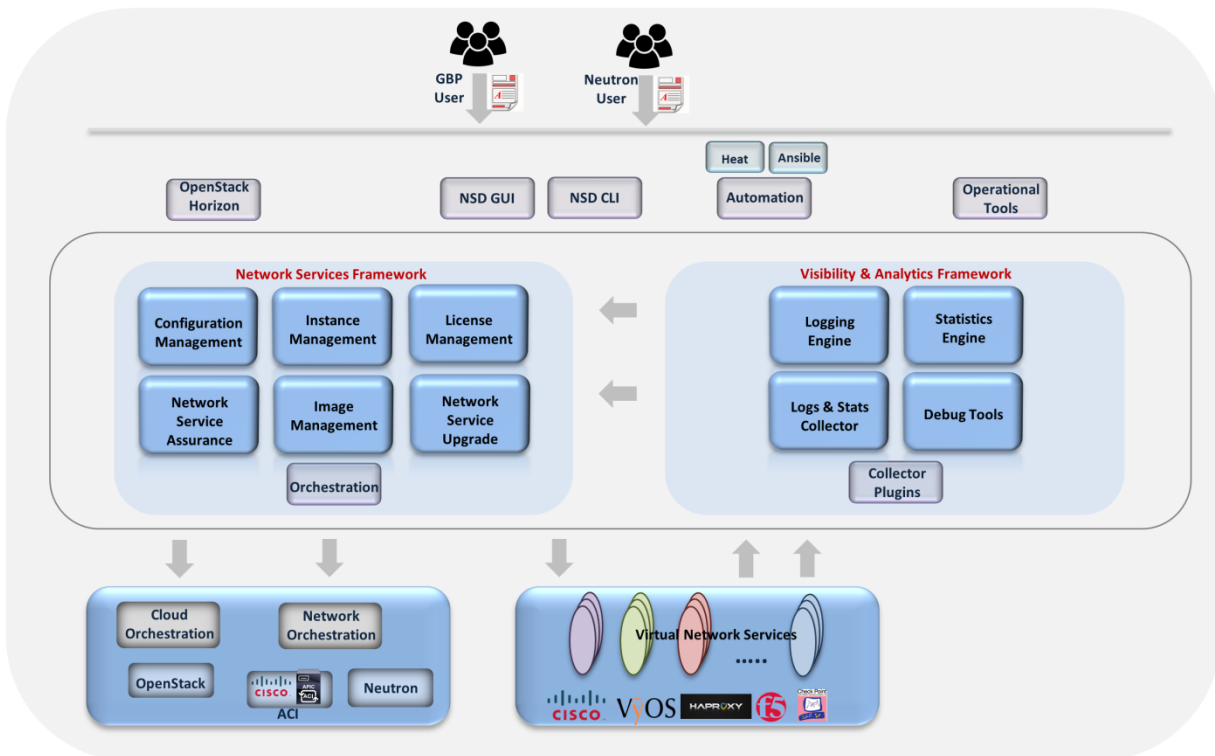 GBP
User
Neutron
User
Heat
Ansible
OpenStack
Horizon
NSD GUI
NSD CLI
Automation
Operational
Tools
Network Services Framework
Visibility & Analytics Framework
Configuration
Management
Instance
Management
License
Management
Logging
Engine
Statistics
Engine
Network
Service
Assurance
Image
Management
Network
Service
Upgrade
Logs & Stats
Collector
Debug Tools
Orchestration
Collector
Plugins
Cloud
Orchestration
Network
Orchestration
Virtual Network Services
.....
OpenStack
CISCO
APIC
ACI
ACI
Neutron
CISCO
VyOS
HAPROXY
f5
Check Point